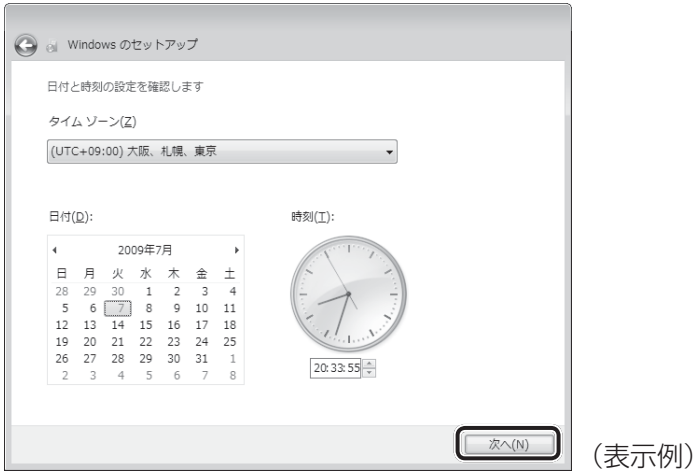 Windows のセットアップ
日付と時刻の設定を確認します
タイム ゾーン(Z)
(UTC+09:00) 大阪、札幌、東京
日付(D):
時刻(T):
2009年7月
日 月 火 水 木 金 土
28 29 30 1 2 3 4
5 6 7 8 9 10 11
12 13 14 15 16 17 18
19 20 21 22 23 24 25
26 27 28 29 30 31 1
2 3 4 5 6 7 8
20:33:55
次へ(N)
（表示例）